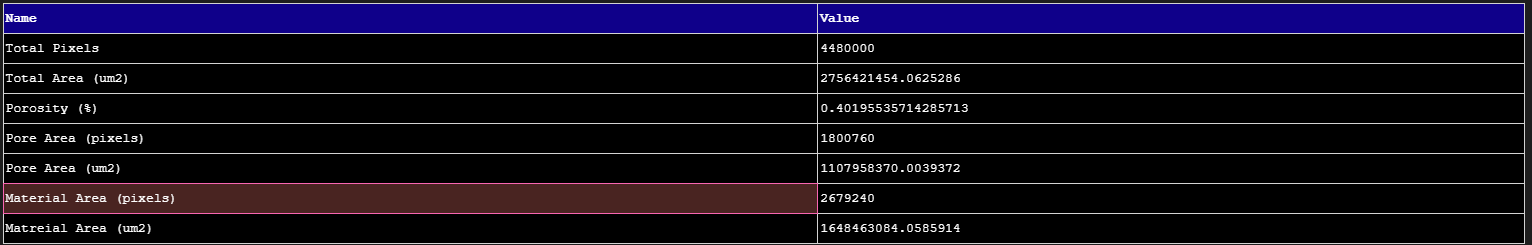 Name Value
Total Pixels 4480000
Total Area (um2) 2756421454.0625286
Porosity (%) 0.40195535714285713
Pore Area (pixels) 1800760
Pore Area (um2) 1107958370.0039372
Material Area (pixels) 2679240
Matreial Area (um2) 1648463084.0585914